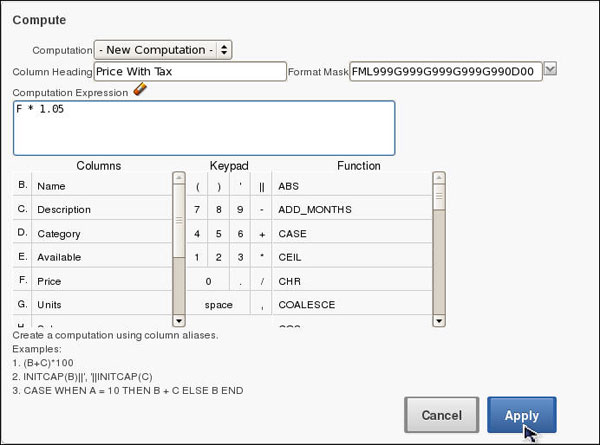 Compute
Computation - New Computation -
Column Heading Price With Tax Format Mask FML999G999G999G999G990D00
Computation Expression
F * 1.05
Columns Keypad Function
B. Name ( ) ' || ABS
C. Description 7 8 9 - ADD_MONTHS
D. Category 4 5 6 + CASE
E. Available 1 2 3 * CEIL
F. Price 0 . / CHR
G. Units space , COALESCE
Create a computation using column aliases.
Examples:
1. (B+C)*100
2. INITCAP(B)||', '||INITCAP(C)
3. CASE WHEN A = 10 THEN B + C ELSE B END
Cancel Apply